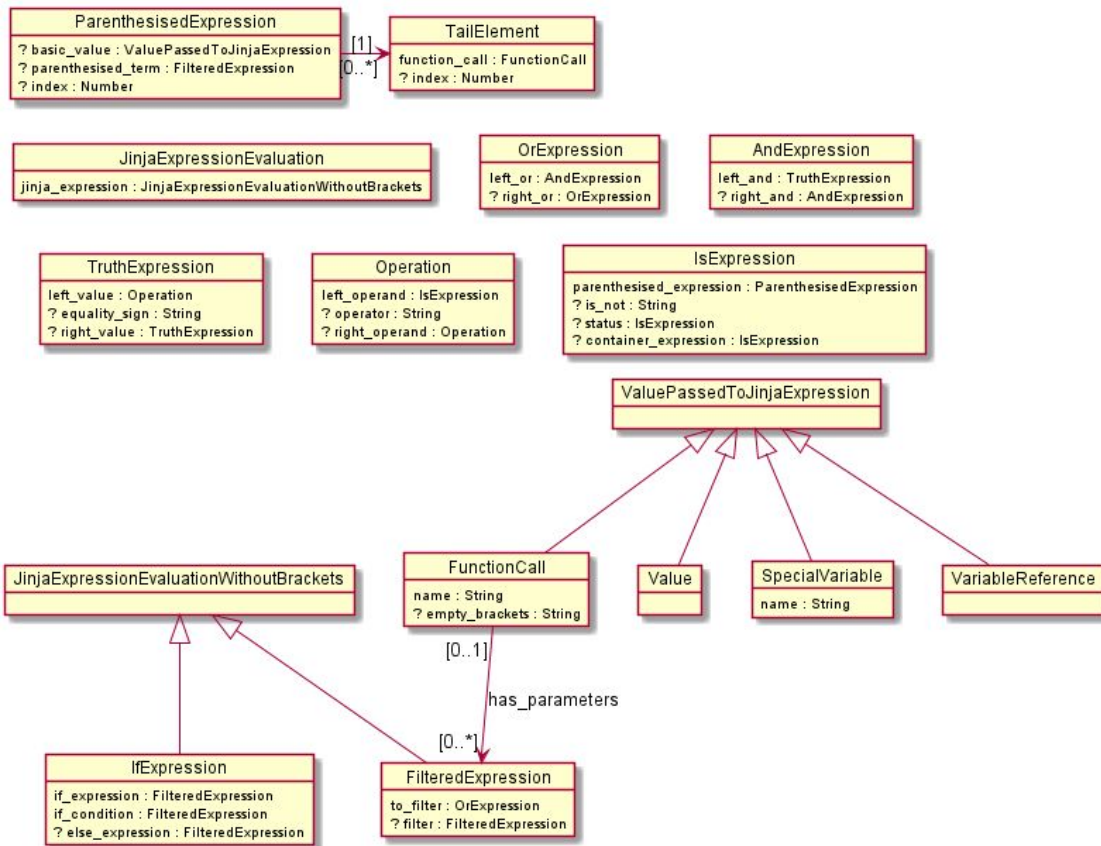 ParenthesisedExpression
? basic_value : ValuePassedToJinjaExpression
? parenthesised_term : FilteredExpression
? index : Number
[1]
[0..*]
TailElement
function_call : FunctionCall
? index : Number
JinjaExpressionEvaluation
jinja_expression : JinjaExpressionEvaluationWithoutBrackets
OrExpression
left_or : AndExpression
? right_or : OrExpression
AndExpression
left_and : TruthExpression
? right_and : AndExpression
TruthExpression
left_value : Operation
? equality_sign : String
? right_value : TruthExpression
Operation
left_operand : IsExpression
? operator : String
? right_operand : Operation
IsExpression
parenthesised_expression : ParenthesisedExpression
? is_not : String
? status : IsExpression
? container_expression : IsExpression
ValuePassedToJinjaExpression
JinjaExpressionEvaluationWithoutBrackets
FunctionCall
name : String
? empty_brackets : String
Value
SpecialVariable
name : String
VariableReference
[0..1]
has_parameters
[0..*]
IfExpression
if_expression : FilteredExpression
if_condition : FilteredExpression
? else_expression : FilteredExpression
FilteredExpression
to_filter : OrExpression
? filter : FilteredExpression